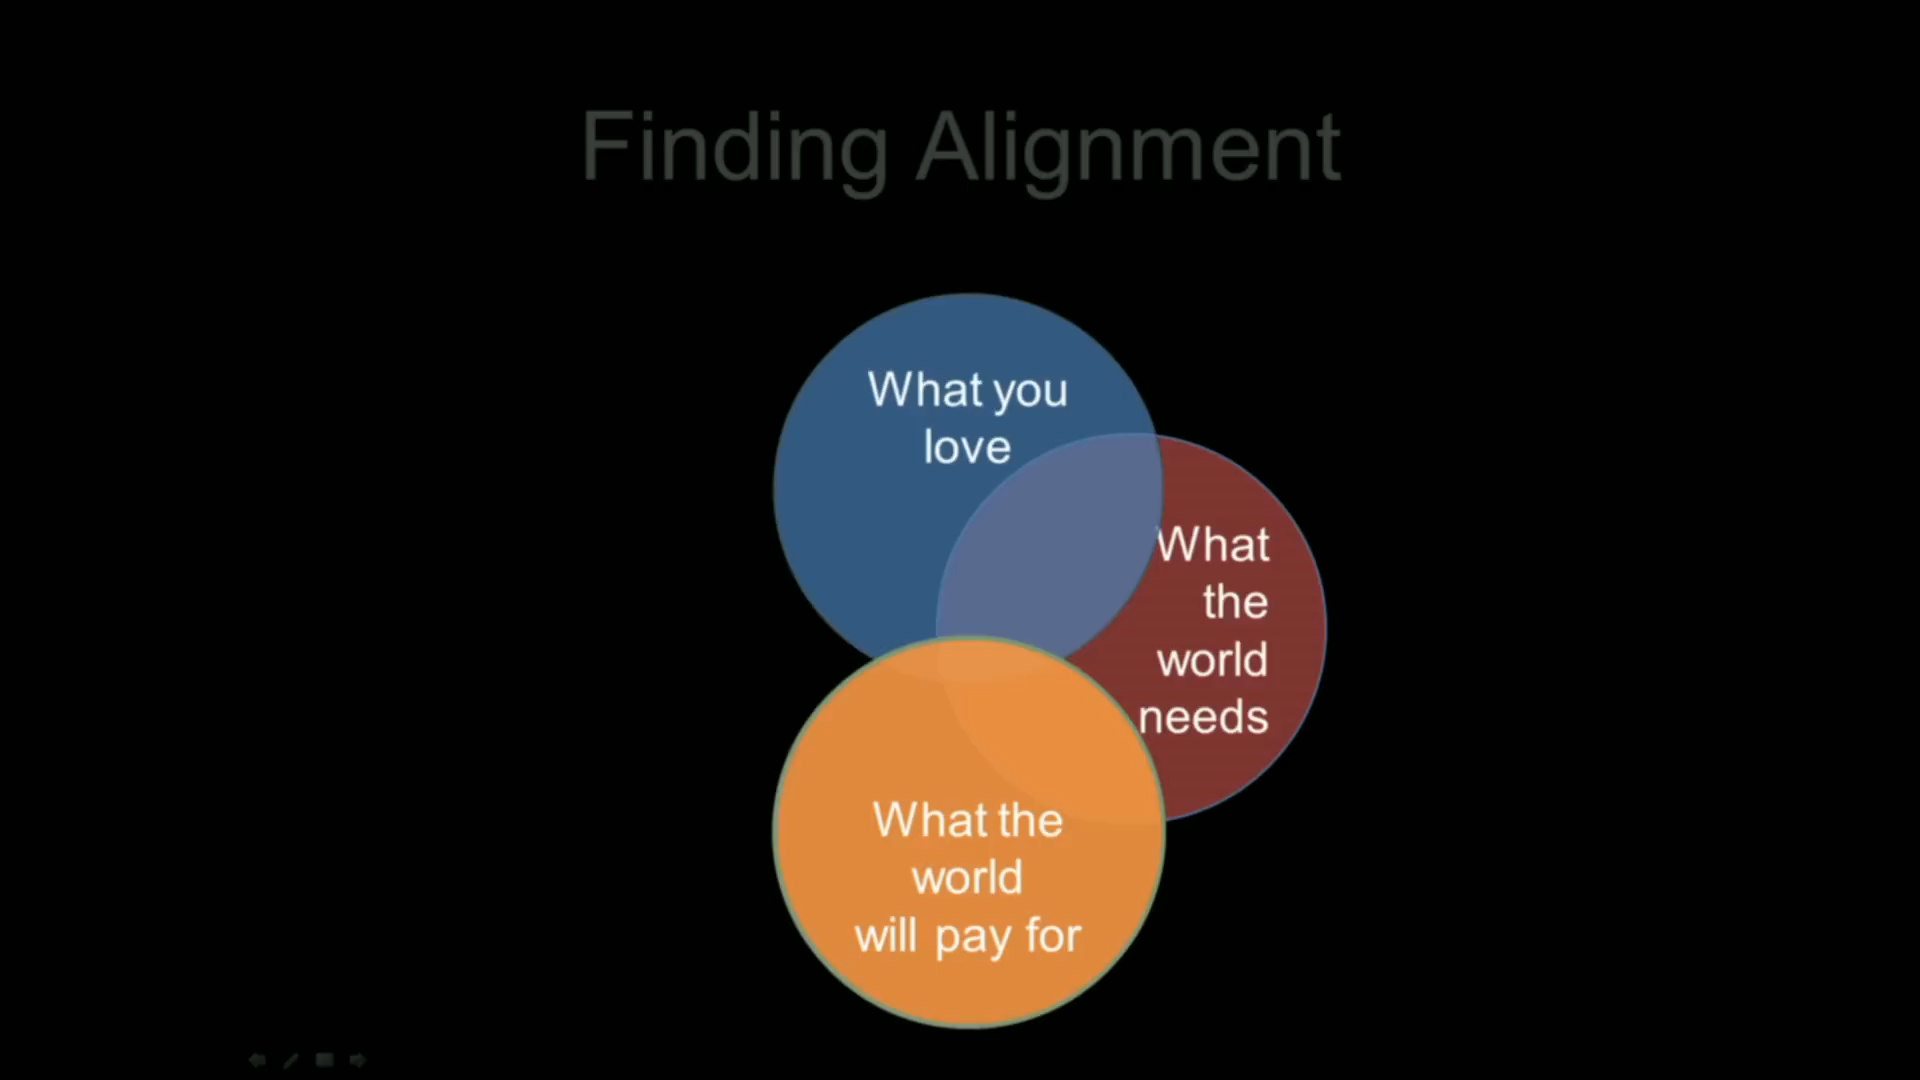 Finding Alignment
What you
love
What
the
world
needs
What the
world
will pay for